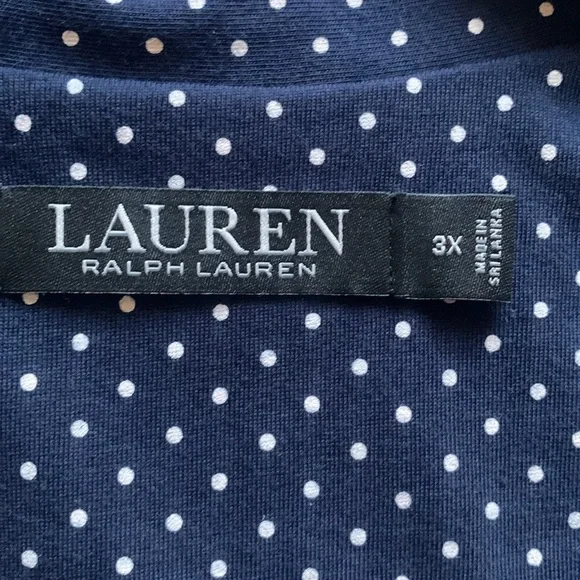 LAUREN
RALPH LAUREN
3X
MADE IN
SRI LANKA